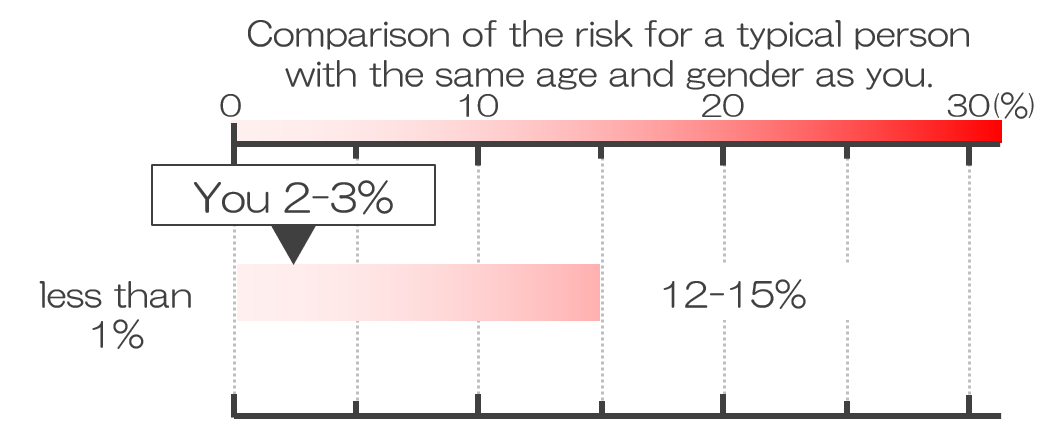 Comparison of the risk for a typical person
with the same age and gender as you.
0 10 20 30(%)
You 2-3%
less than
1%
12-15%